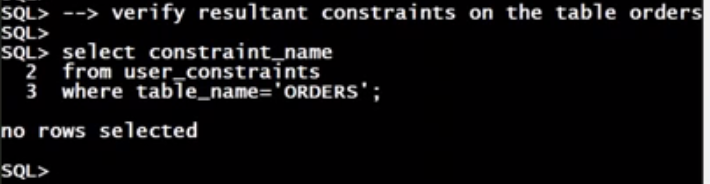 SQL> --> verify resultant constraints on the table orders
SQL>
SQL> select constraint_name
2 from user_constraints
3 where table_name='ORDERS';
no rows selected
SQL>